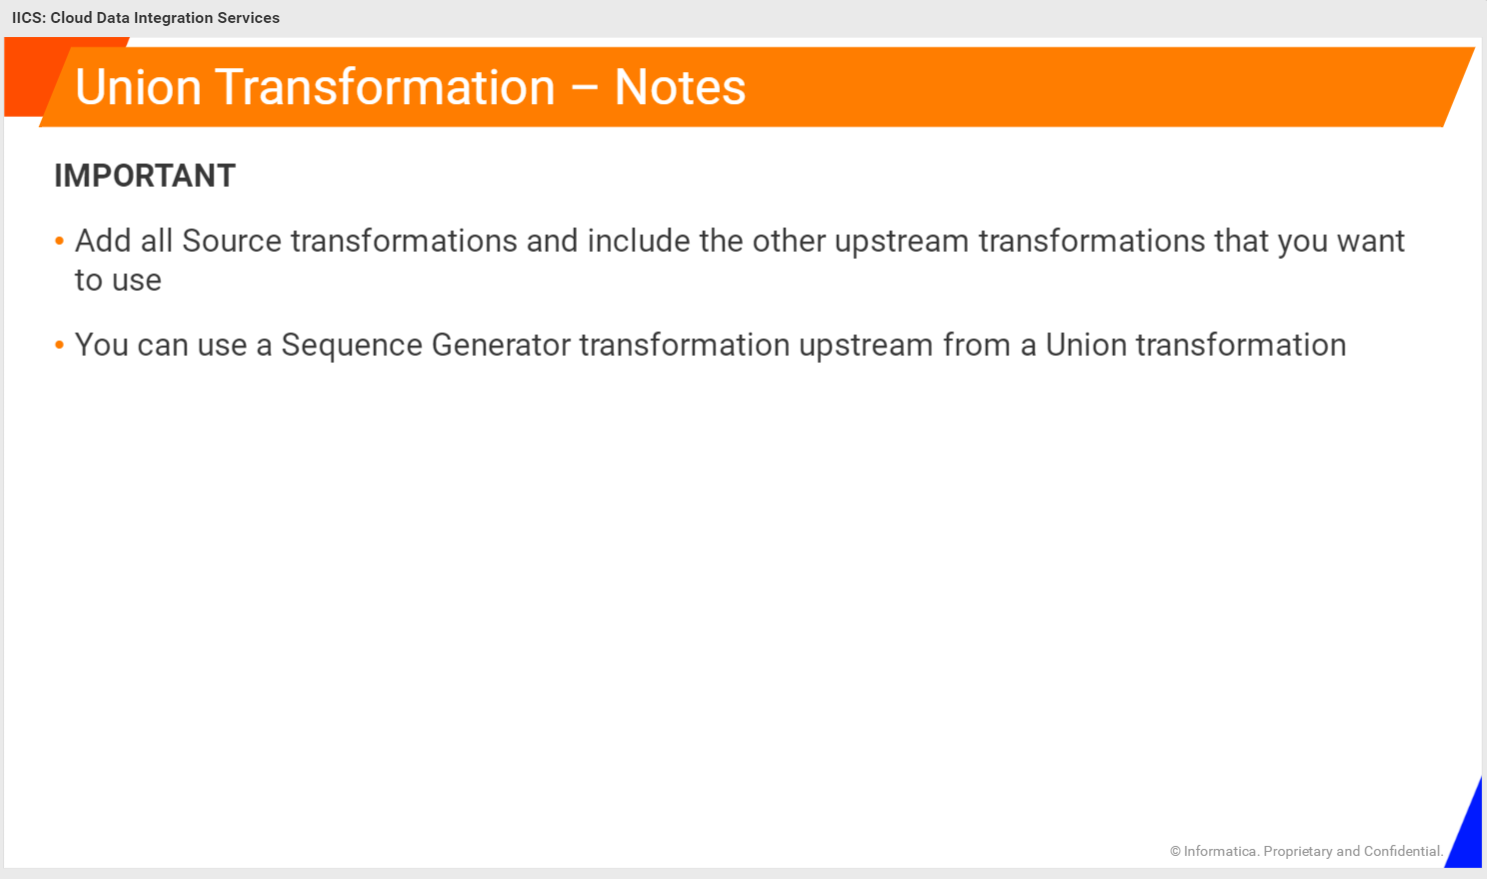 IICS: Cloud Data Integration Services
Union Transformation – Notes
IMPORTANT
• Add all Source transformations and include the other upstream transformations that you want
to use
• You can use a Sequence Generator transformation upstream from a Union transformation
© Informatica. Proprietary and Confidential.